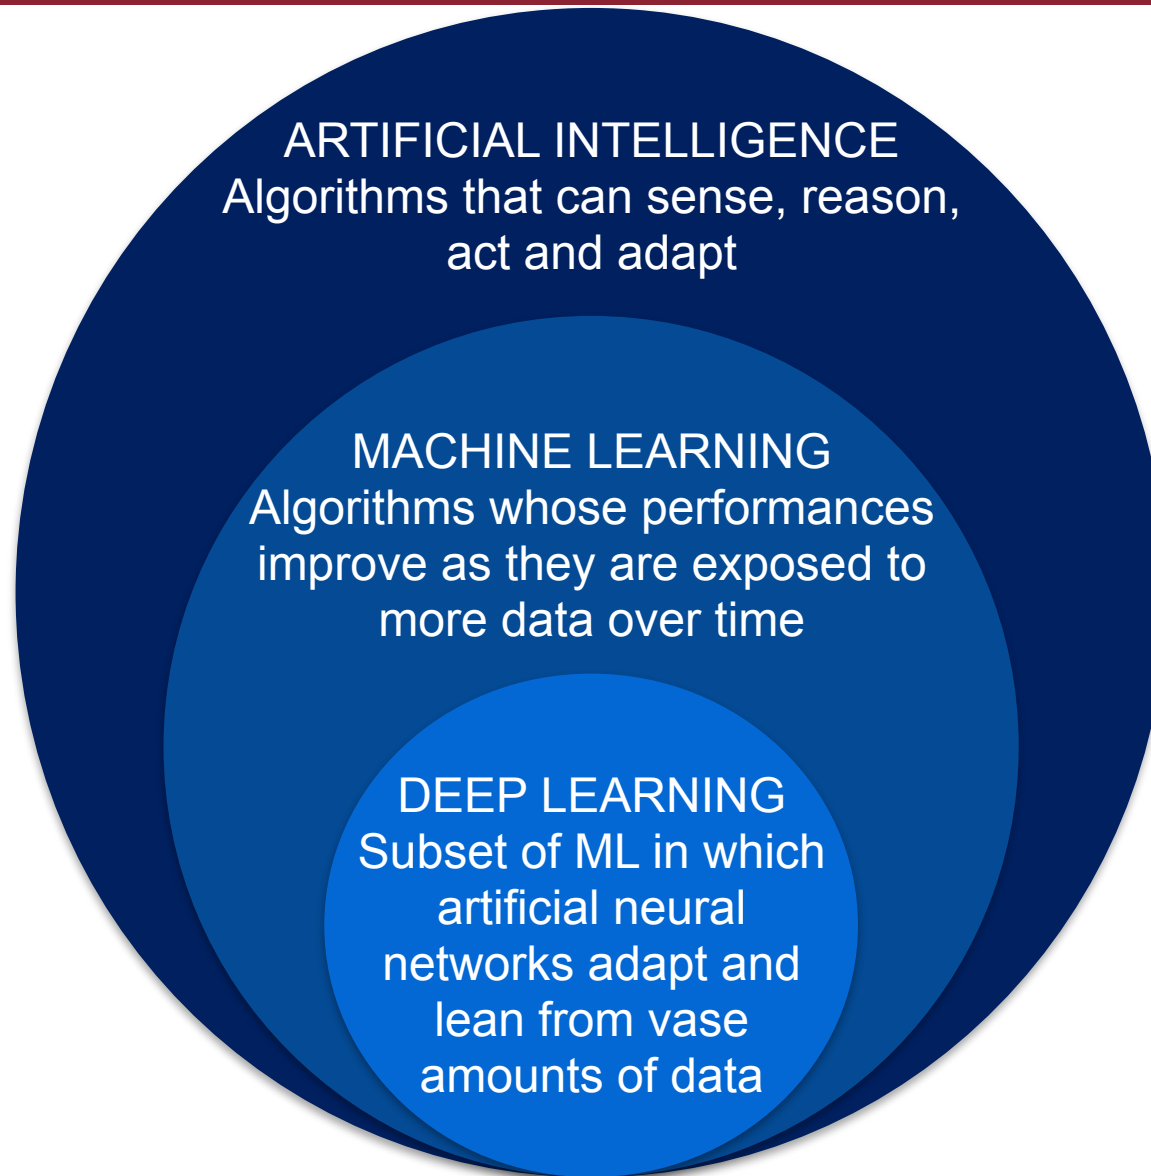 ARTIFICIAL INTELLIGENCE
Algorithms that can sense, reason,
act and adapt
MACHINE LEARNING
Algorithms whose performances
improve as they are exposed to
more data over time
DEEP LEARNING
Subset of ML in which
artificial neural
networks adapt and
lean from vase
amounts of data